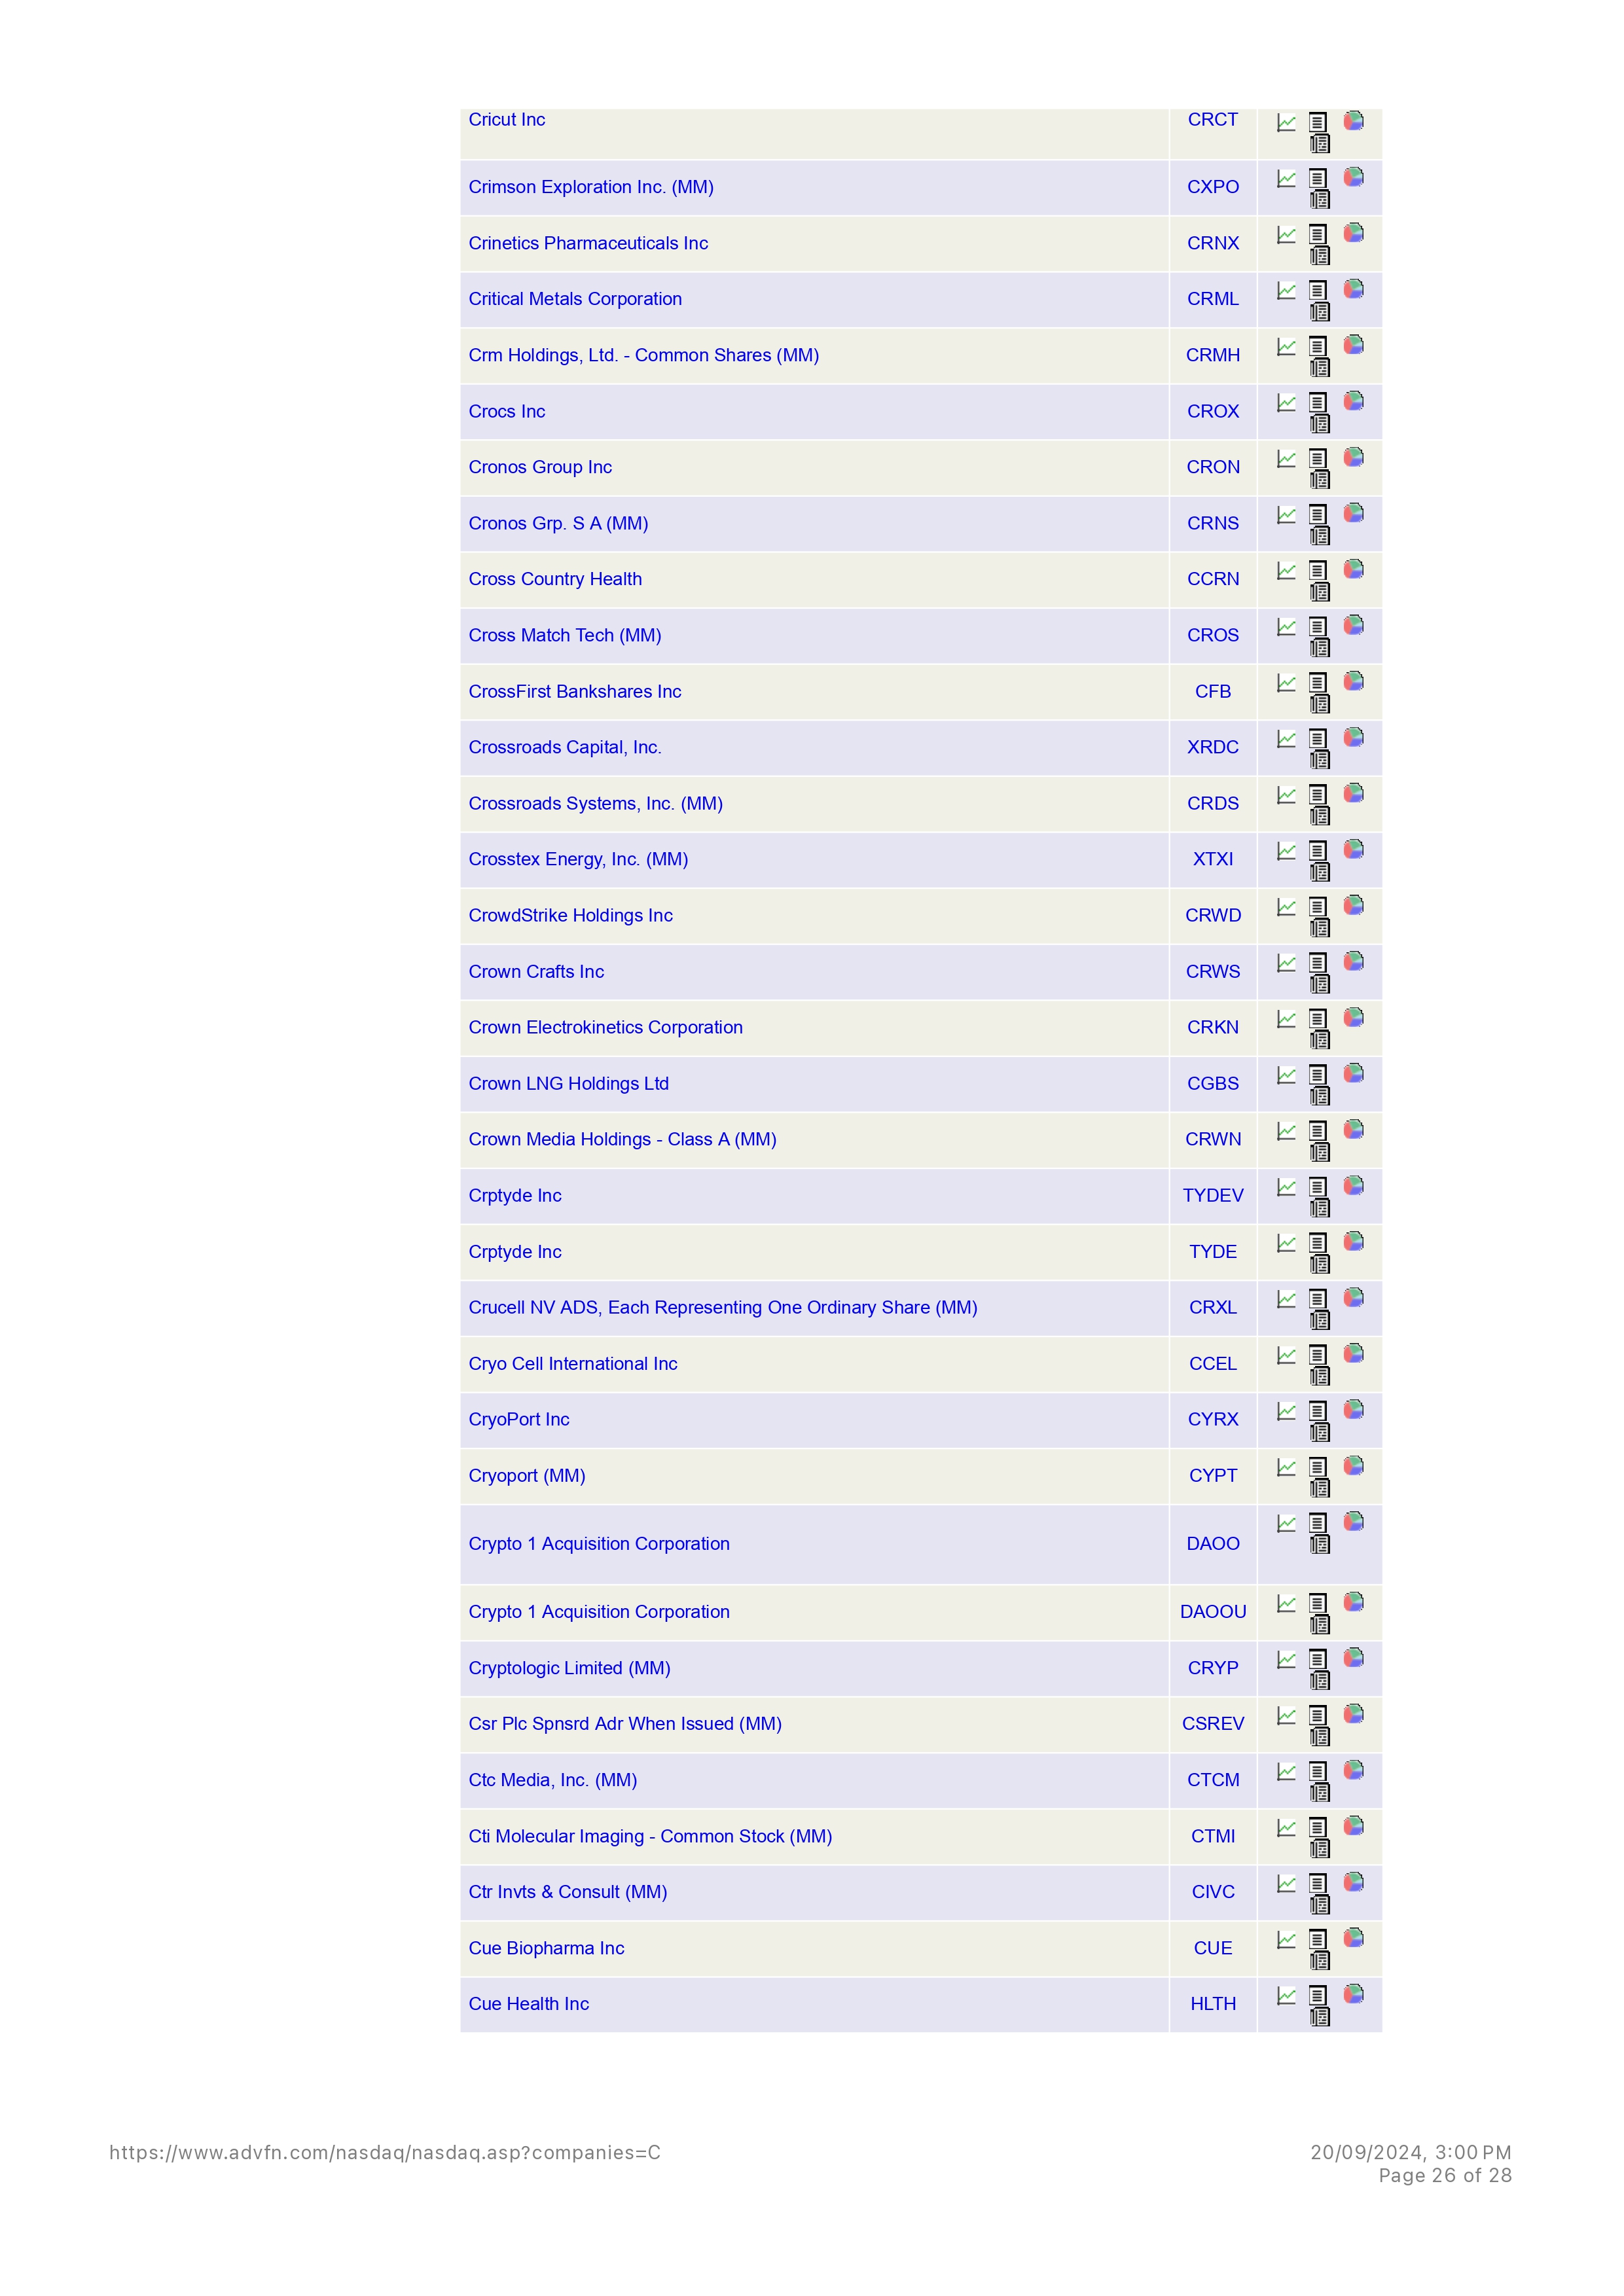 Cricut Inc CRCT
Crimson Exploration Inc. (MM) CXPO
Crinetics Pharmaceuticals Inc CRNX
Critical Metals Corporation CRML
Crm Holdings, Ltd. - Common Shares (MM) CRMH
Crocs Inc CROX
Cronos Group Inc CRON
Cronos Grp. S A (MM) CRNS
Cross Country Health CCRN
Cross Match Tech (MM) CROS
CrossFirst Bankshares Inc CFB
Crossroads Capital, Inc. XRDC
Crossroads Systems, Inc. (MM) CRDS
Crosstex Energy, Inc. (MM) XTXI
CrowdStrike Holdings Inc CRWD
Crown Crafts Inc CRWS
Crown Electrokinetics Corporation CRKN
Crown LNG Holdings Ltd CGBS
Crown Media Holdings - Class A (MM) CRWN
Crptyde Inc TYDEV
Crptyde Inc TYDE
Crucell NV ADS, Each Representing One Ordinary Share (MM) CRXL
Cryo Cell International Inc CCEL
CryoPort Inc CYRX
Cryoport (MM) CYPT
Crypto 1 Acquisition Corporation DAOO
Crypto 1 Acquisition Corporation DAOOU
Cryptologic Limited (MM) CRYP
Csr Plc Spnsrd Adr When Issued (MM) CSREV
Ctc Media, Inc. (MM) CTCM
Cti Molecular Imaging - Common Stock (MM) CTMI
Ctr Invts & Consult (MM) CIVC
Cue Biopharma Inc CUE
Cue Health Inc HLTH
https://www.advfn.com/nasdaq/nasdaq.asp?companies=C 20/09/2024, 3:00 PM
Page 26 of 28